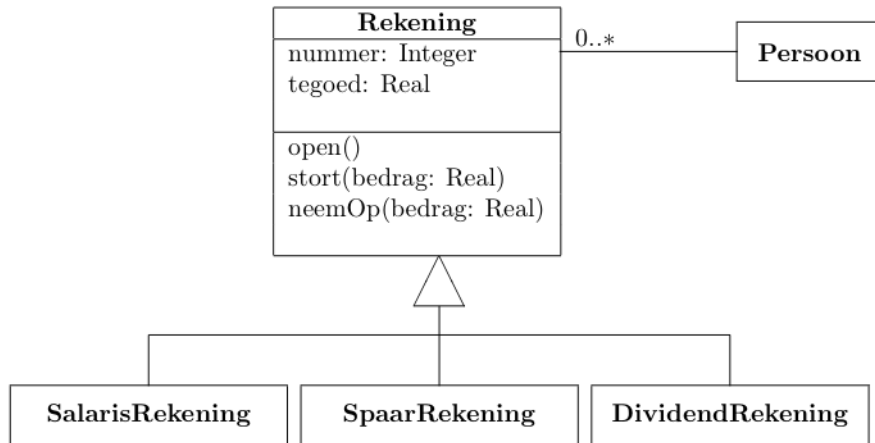 Rekening
nummer: Integer
tegoed: Real
0..*
Persoon
open()
stort(bedrag: Real)
neemOp(bedrag: Real)
SalarisRekening
SpaarRekening
DividendRekening